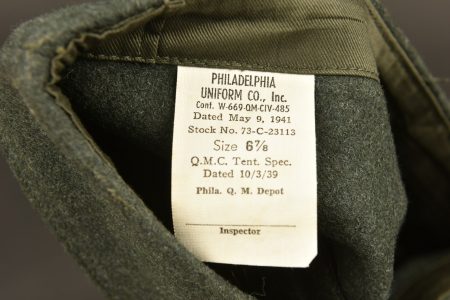 PHILADELPHIA
UNIFORM CO., Inc.
Cont. W-669-QM-CIV-485
Dated May 9, 1941
Stock No. 73-C-23113
Size 6⅞
Q.M.C. Tent. Spec.
Dated 10/3/39
Phila. Q. M. Depot
Inspector